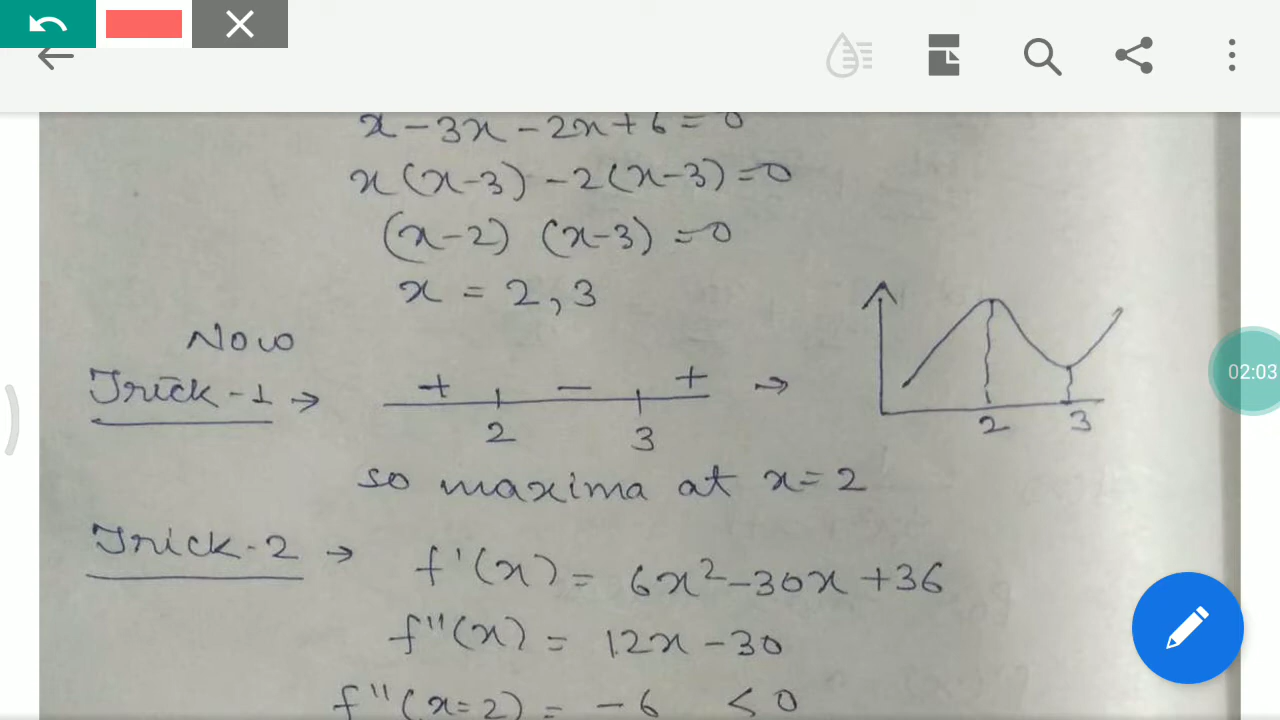 x - 3x - 2x + 6 = 0
x(x-3) - 2(x-3) = 0
(x-2) (x-3) = 0
x = 2, 3
Now
Trick-1 → + 2 - 3 + →
2 3
so maxima at x = 2
Trick-2 → f'(x) = 6x² - 30x + 36
f''(x) = 12x - 30
f''(x=2) = -6 < 0
02:03